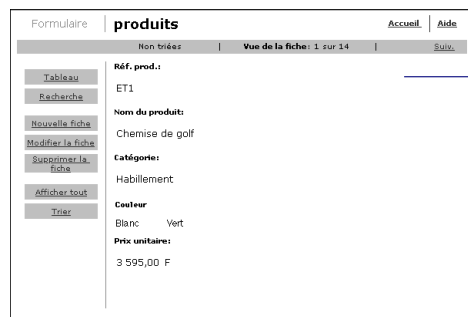 Formulaire
produits
Accueil
Aide
Non triées | Vue de la fiche: 1 sur 14 | Suiv.
Tableau
Recherche
Nouvelle fiche
Modifier la fiche
Supprimer la
fiche
Afficher tout
Trier
Réf. prod.:
ET1
Nom du produit:
Chemise de golf
Catégorie:
Habillement
Couleur
Blanc Vert
Prix unitaire:
3 595,00 F